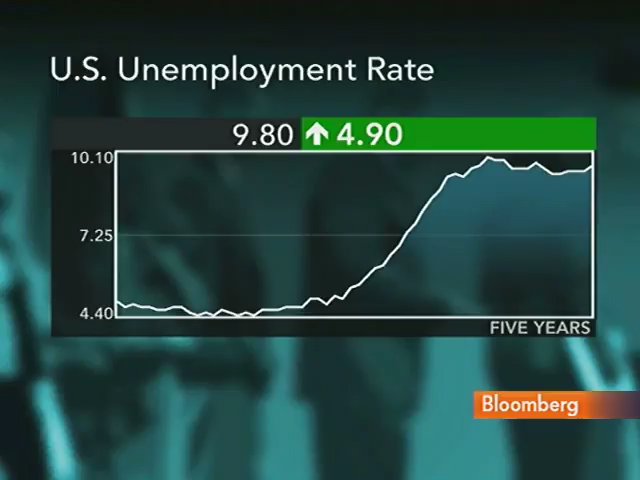 U.S. Unemployment Rate
9.80 ↑ 4.90
10.10
7.25
4.40
FIVE YEARS
Bloomberg